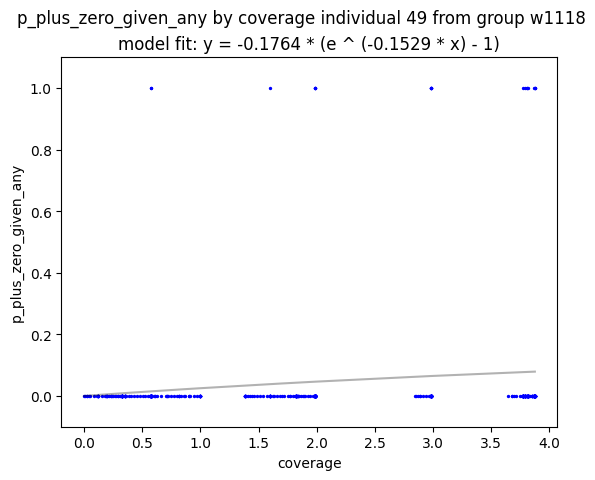 p_plus_zero_given_any by coverage individual 49 from group w1118
model fit: y = -0.1764 * (e ^ (-0.1529 * x) - 1)
1.0
0.8
0.6
0.4
0.2
0.0
p_plus_zero_given_any
0.0 0.5 1.0 1.5 2.0 2.5 3.0 3.5 4.0
coverage